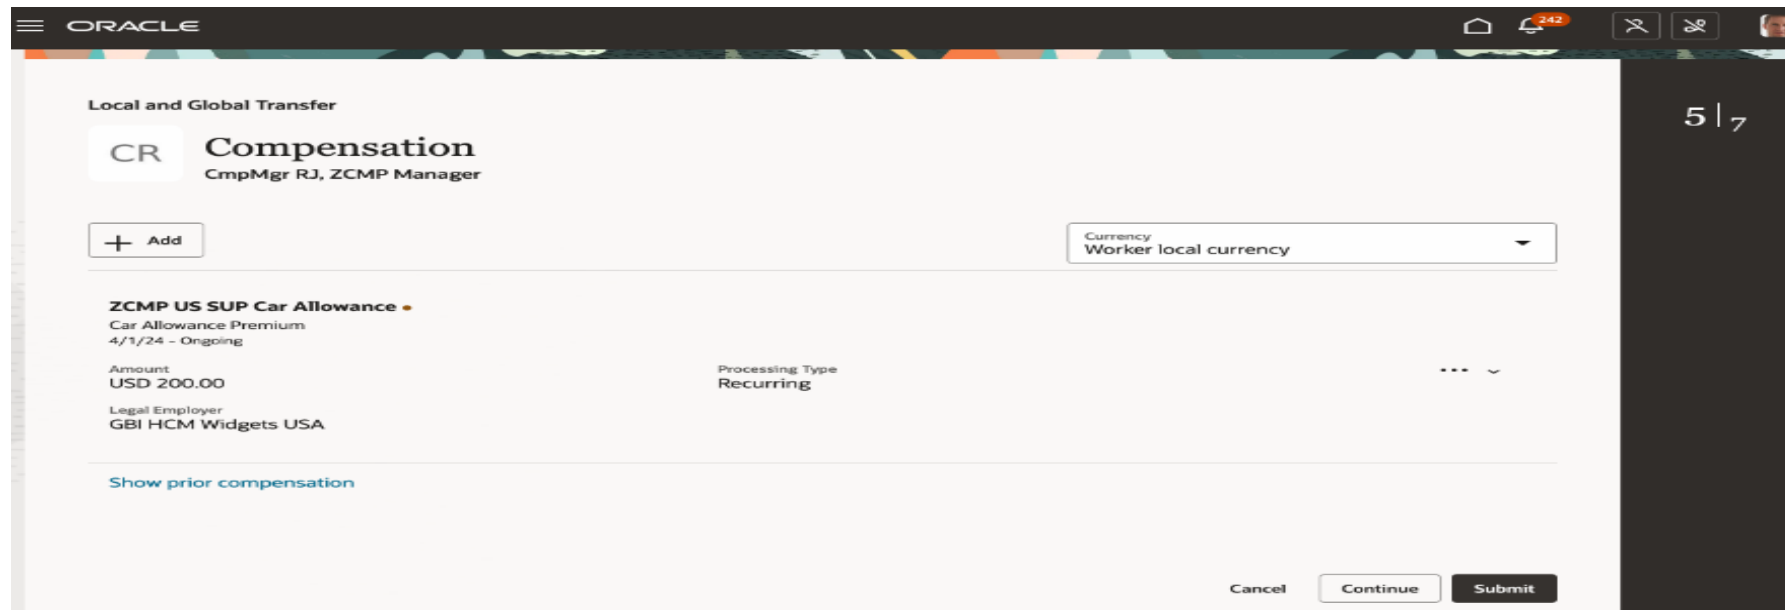 ORACLE
242
Local and Global Transfer
5 | 7
CR
Compensation
CmpMgr RJ, ZCMP Manager
Add
Currency
Worker local currency
ZCMP US SUP Car Allowance
Car Allowance Premium
4/1/24 - Ongoing
Amount
USD 200.00
Processing Type
Recurring
Legal Employer
GBI HCM Widgets USA
Show prior compensation
Cancel
Continue
Submit